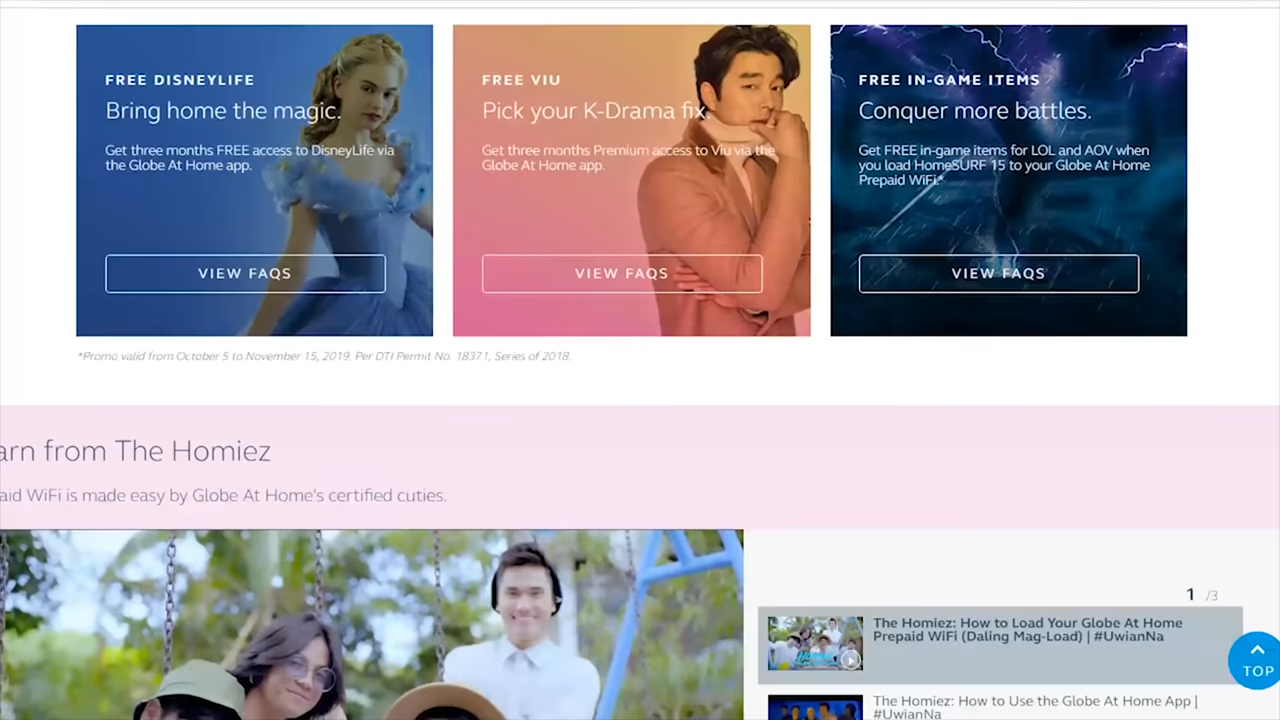 FREE DISNEYLIFE
Bring home the magic.
Get three months FREE access to DisneyLife via
the Globe At Home app.
VIEW FAQS
FREE VIU
Pick your K-Drama fix.
Get three months Premium access to Viu via the
Globe At Home app.
VIEW FAQS
FREE IN-GAME ITEMS
Conquer more battles.
Get FREE in-game items for LOL and AOV when
you load HomeSURF 15 to your Globe At Home
Prepaid WiFi.*
VIEW FAQS
*Promo valid from October 5 to November 15, 2019. Per DTI Permit No. 18371, Series of 2018.
arn from The Homiez
aid WiFi is made easy by Globe At Home's certified cuties.
1 /3
The Homiez: How to Load Your Globe At Home
Prepaid WiFi (Daling Mag-Load) | #UwianNa
The Homiez: How to Use the Globe At Home App |
#UwianNa
TOP